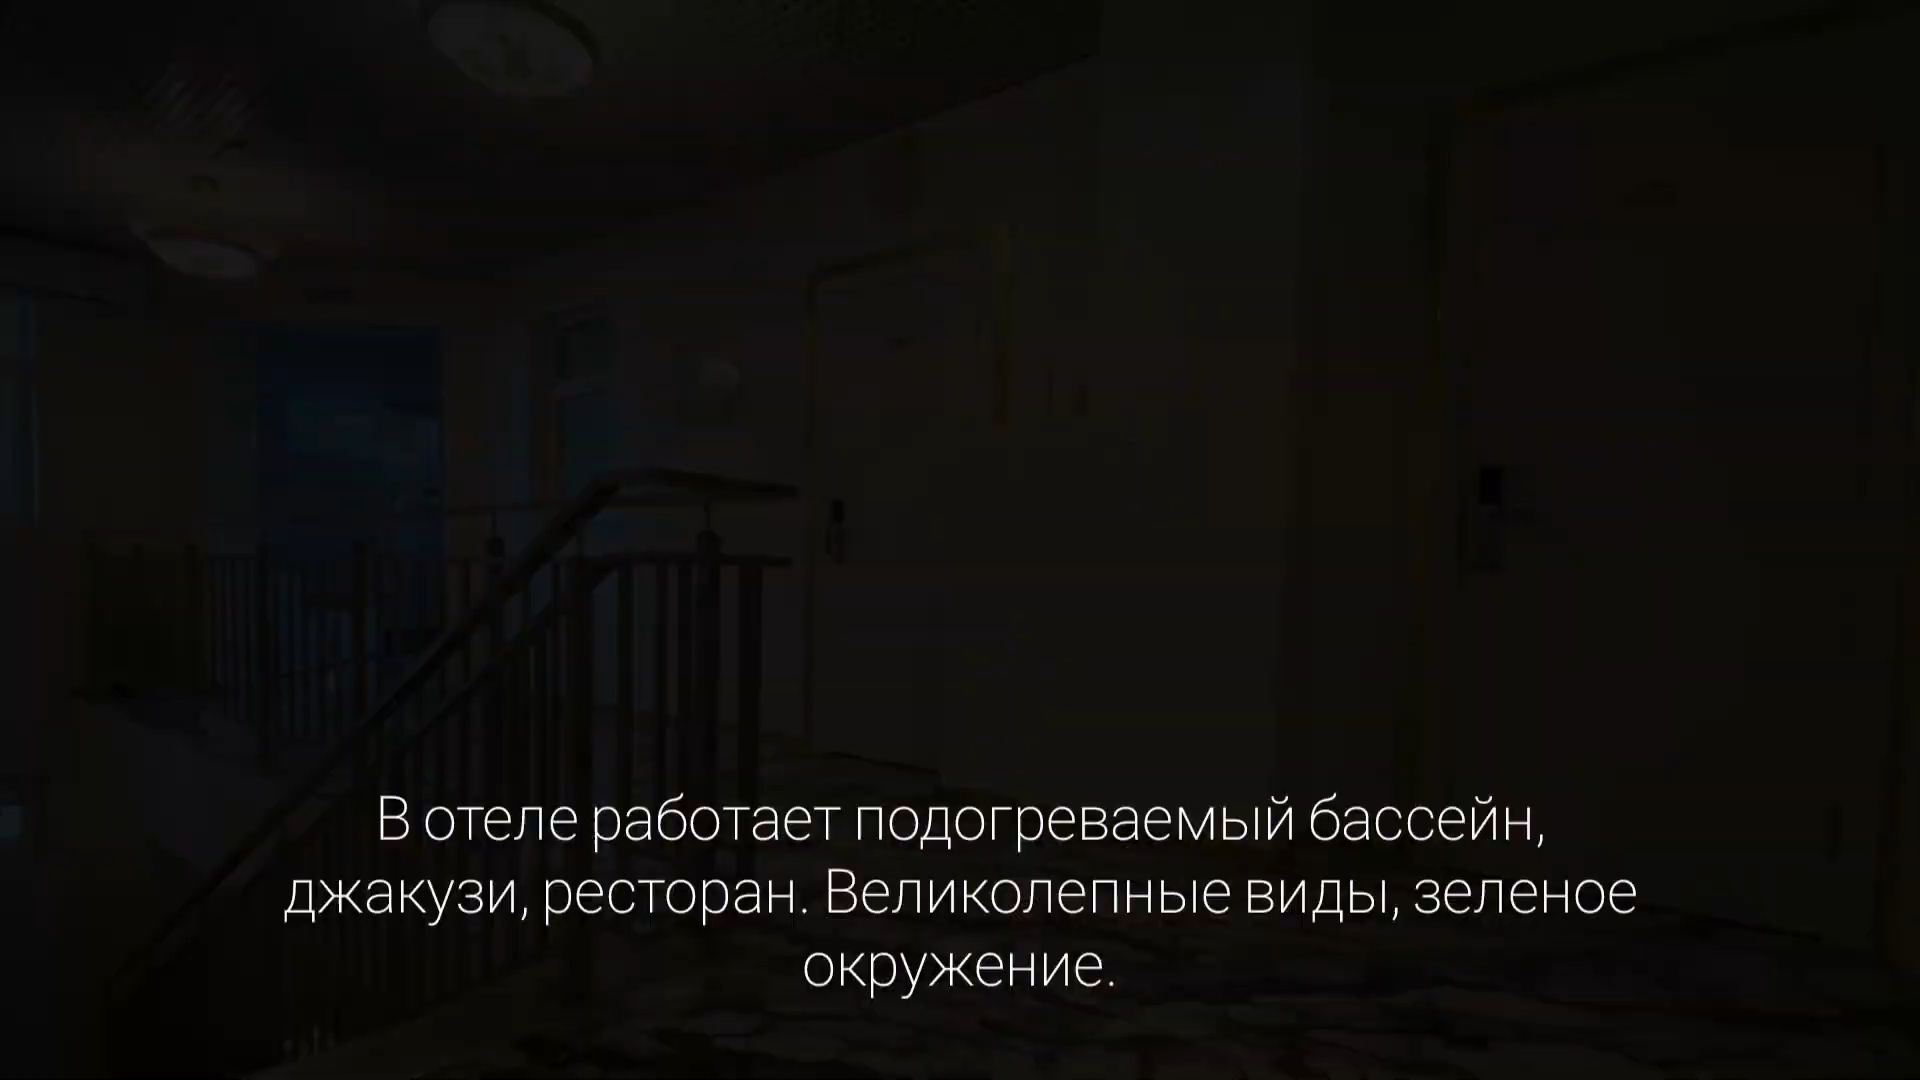 В отеле работает подогреваемый бассейн,
джакузи, ресторан. Великолепные виды, зеленое
окружение.